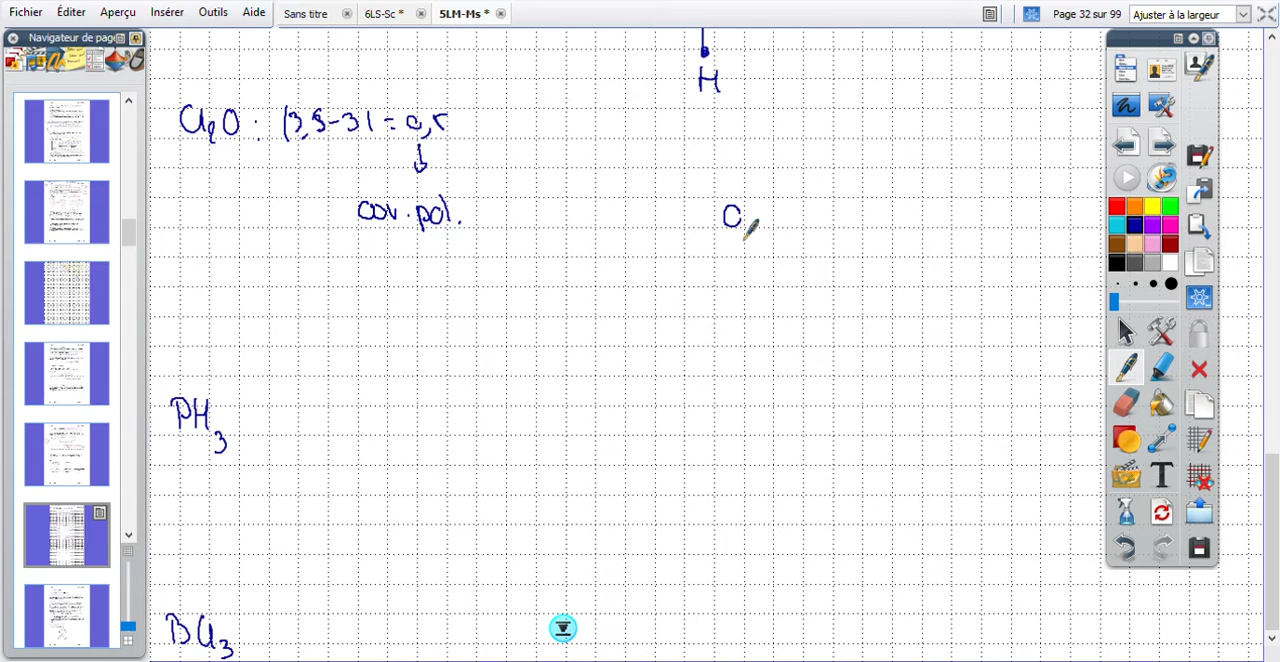 Fichier Éditer Aperçu Insérer Outils Aide Sans titre 6LS-Sc * 5LM-Ms * Page 32 sur 99 Ajuster à la largeur
Navigateur de page
H
Cl2O : |3,5-3| = 0,5
cov. pol.
O
PH3
BCl3